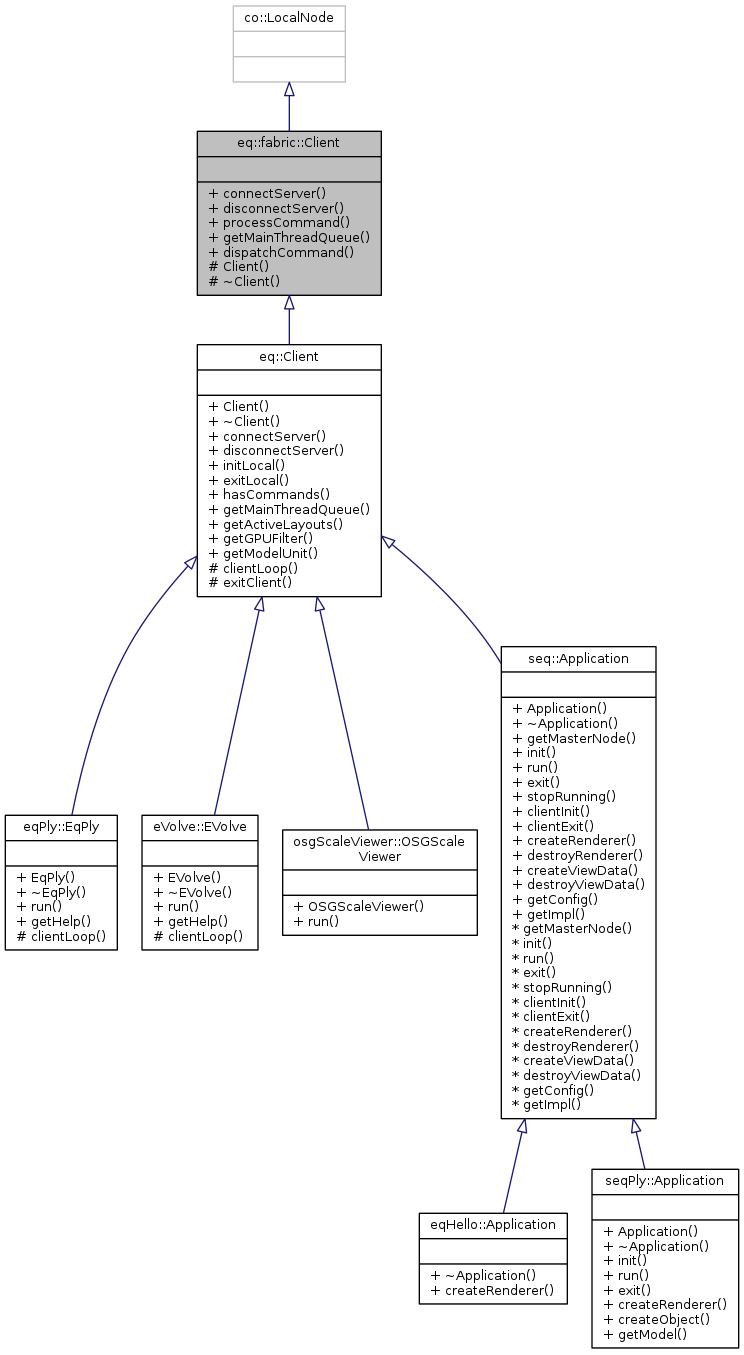 co::LocalNode
eq::fabric::Client
+ connectServer()
+ disconnectServer()
+ processCommand()
+ getMainThreadQueue()
+ dispatchCommand()
# Client()
# ~Client()
eq::Client
+ Client()
+ ~Client()
+ connectServer()
+ disconnectServer()
+ initLocal()
+ exitLocal()
+ hasCommands()
+ getMainThreadQueue()
+ getActiveLayouts()
+ getGPUFilter()
+ getModelUnit()
# clientLoop()
# exitClient()
eqPly::EqPly
+ EqPly()
+ ~EqPly()
+ run()
+ getHelp()
# clientLoop()
eVolve::EVolve
+ EVolve()
+ ~EVolve()
+ run()
+ getHelp()
# clientLoop()
osgScaleViewer::OSGScale
Viewer
+ OSGScaleViewer()
+ run()
seq::Application
+ Application()
+ ~Application()
+ getMasterNode()
+ init()
+ run()
+ exit()
+ stopRunning()
+ clientInit()
+ clientExit()
+ createRenderer()
+ destroyRenderer()
+ createViewData()
+ destroyViewData()
+ getConfig()
+ getImpl()
* getMasterNode()
* init()
* run()
* exit()
* stopRunning()
* clientInit()
* clientExit()
* createRenderer()
* destroyRenderer()
* createViewData()
* destroyViewData()
* getConfig()
* getImpl()
eqHello::Application
+ ~Application()
+ createRenderer()
seqPly::Application
+ Application()
+ ~Application()
+ init()
+ run()
+ exit()
+ createRenderer()
+ createObject()
+ getModel()